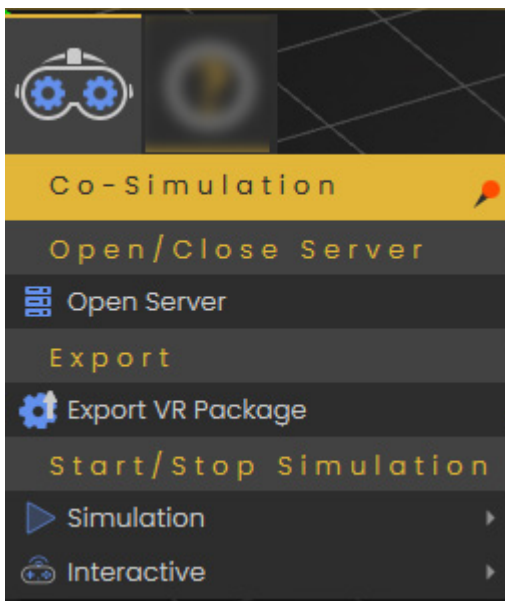 Co-Simulation
Open/Close Server
Open Server
Export
Export VR Package
Start/Stop Simulation
Simulation
Interactive